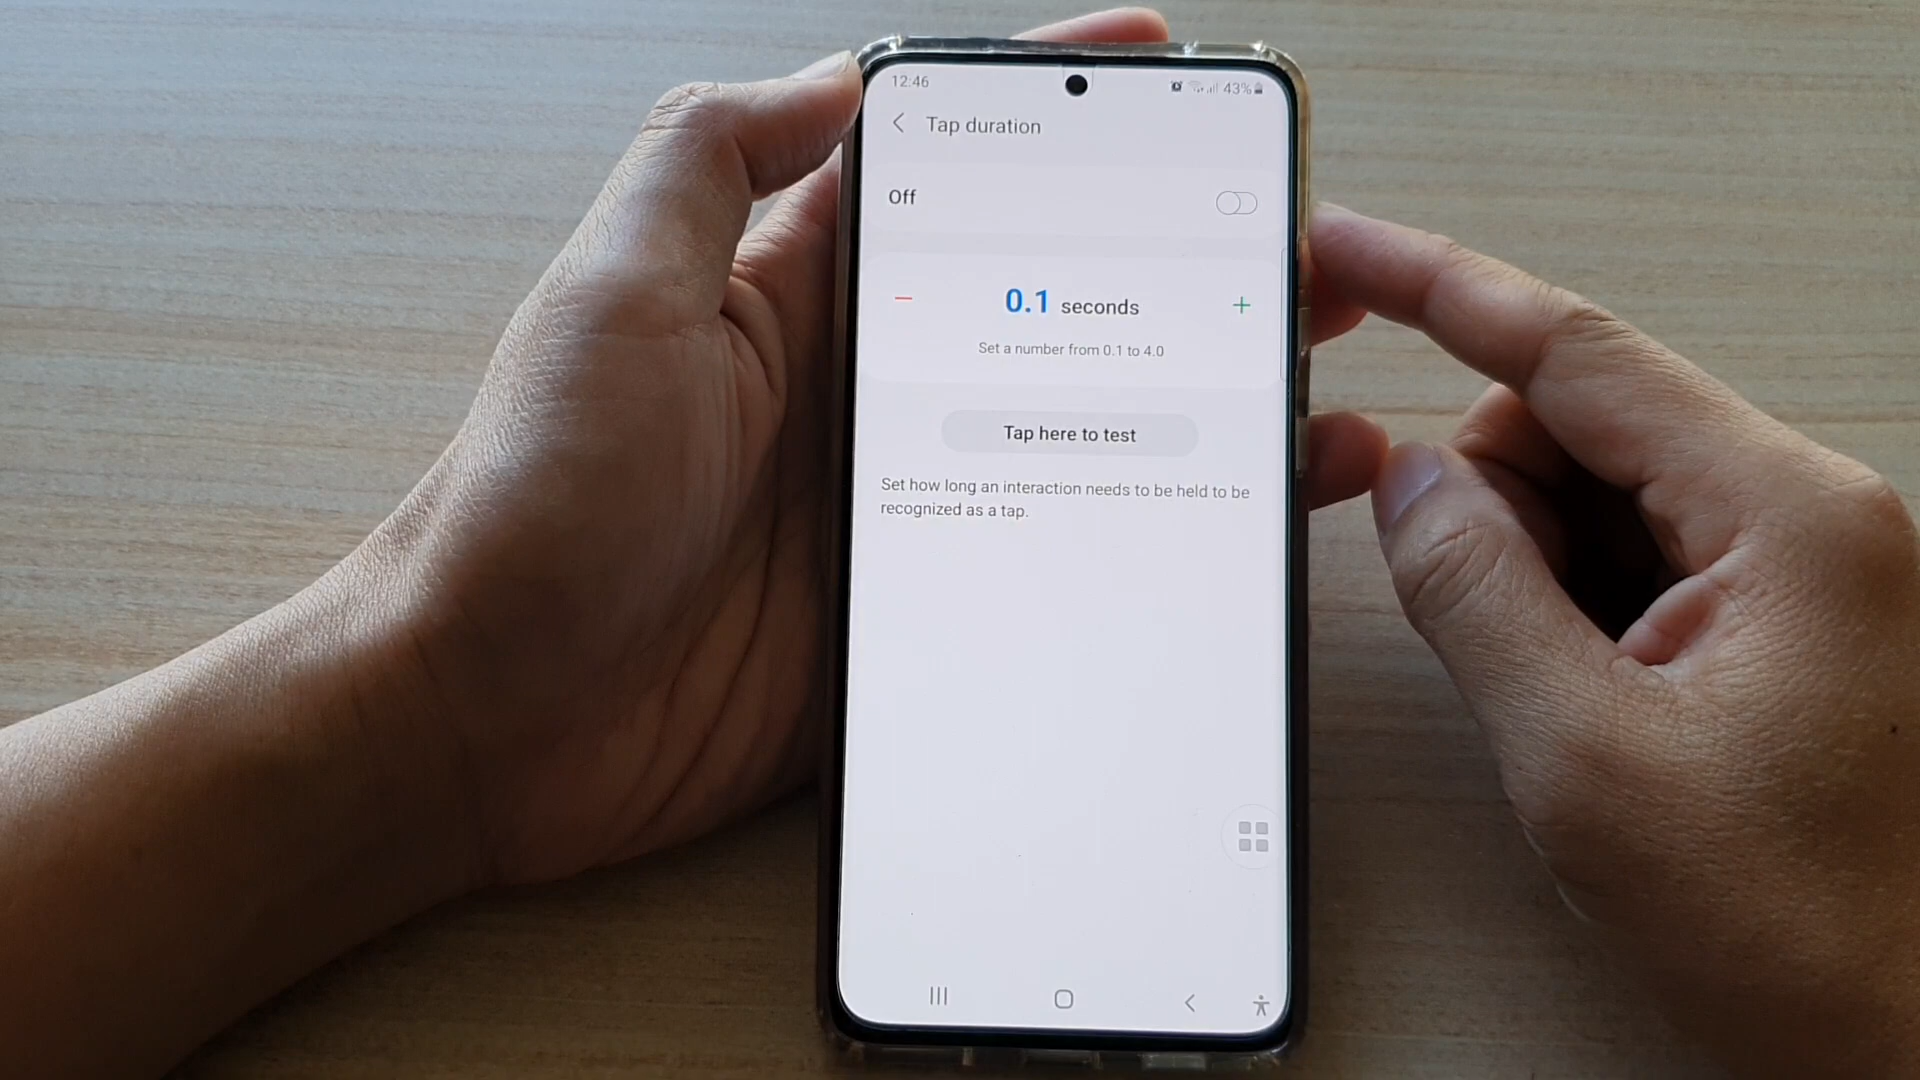 12:46 43%
Tap duration
Off
0.1 seconds
Set a number from 0.1 to 4.0
Tap here to test
Set how long an interaction needs to be held to be
recognized as a tap.